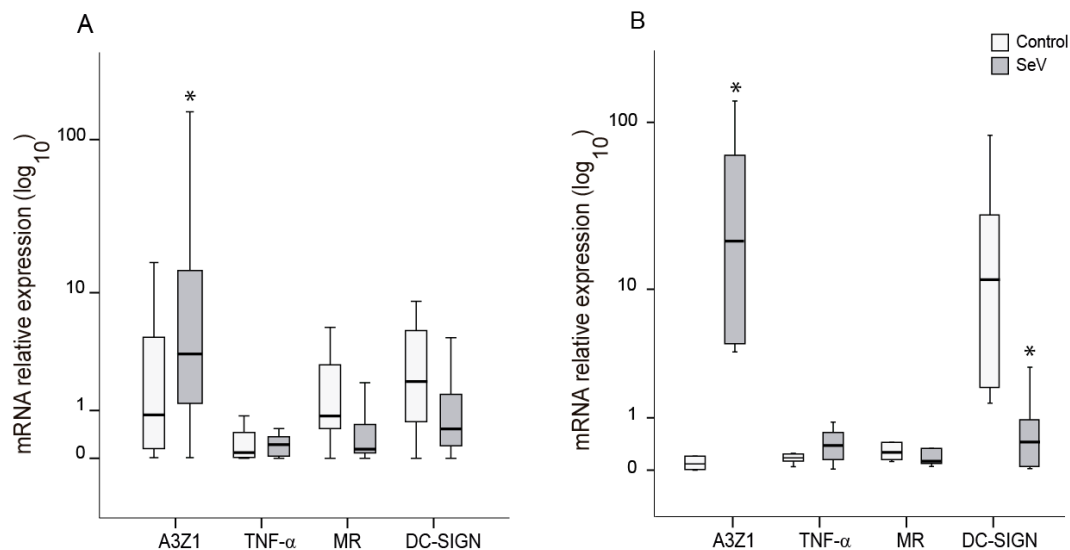 A
mRNA relative expression (log10)
100
10
1
0
*
A3Z1 TNF-α MR DC-SIGN
B
Control
SeV
mRNA relative expression (log10)
100
10
1
0
*
*
A3Z1 TNF-α MR DC-SIGN